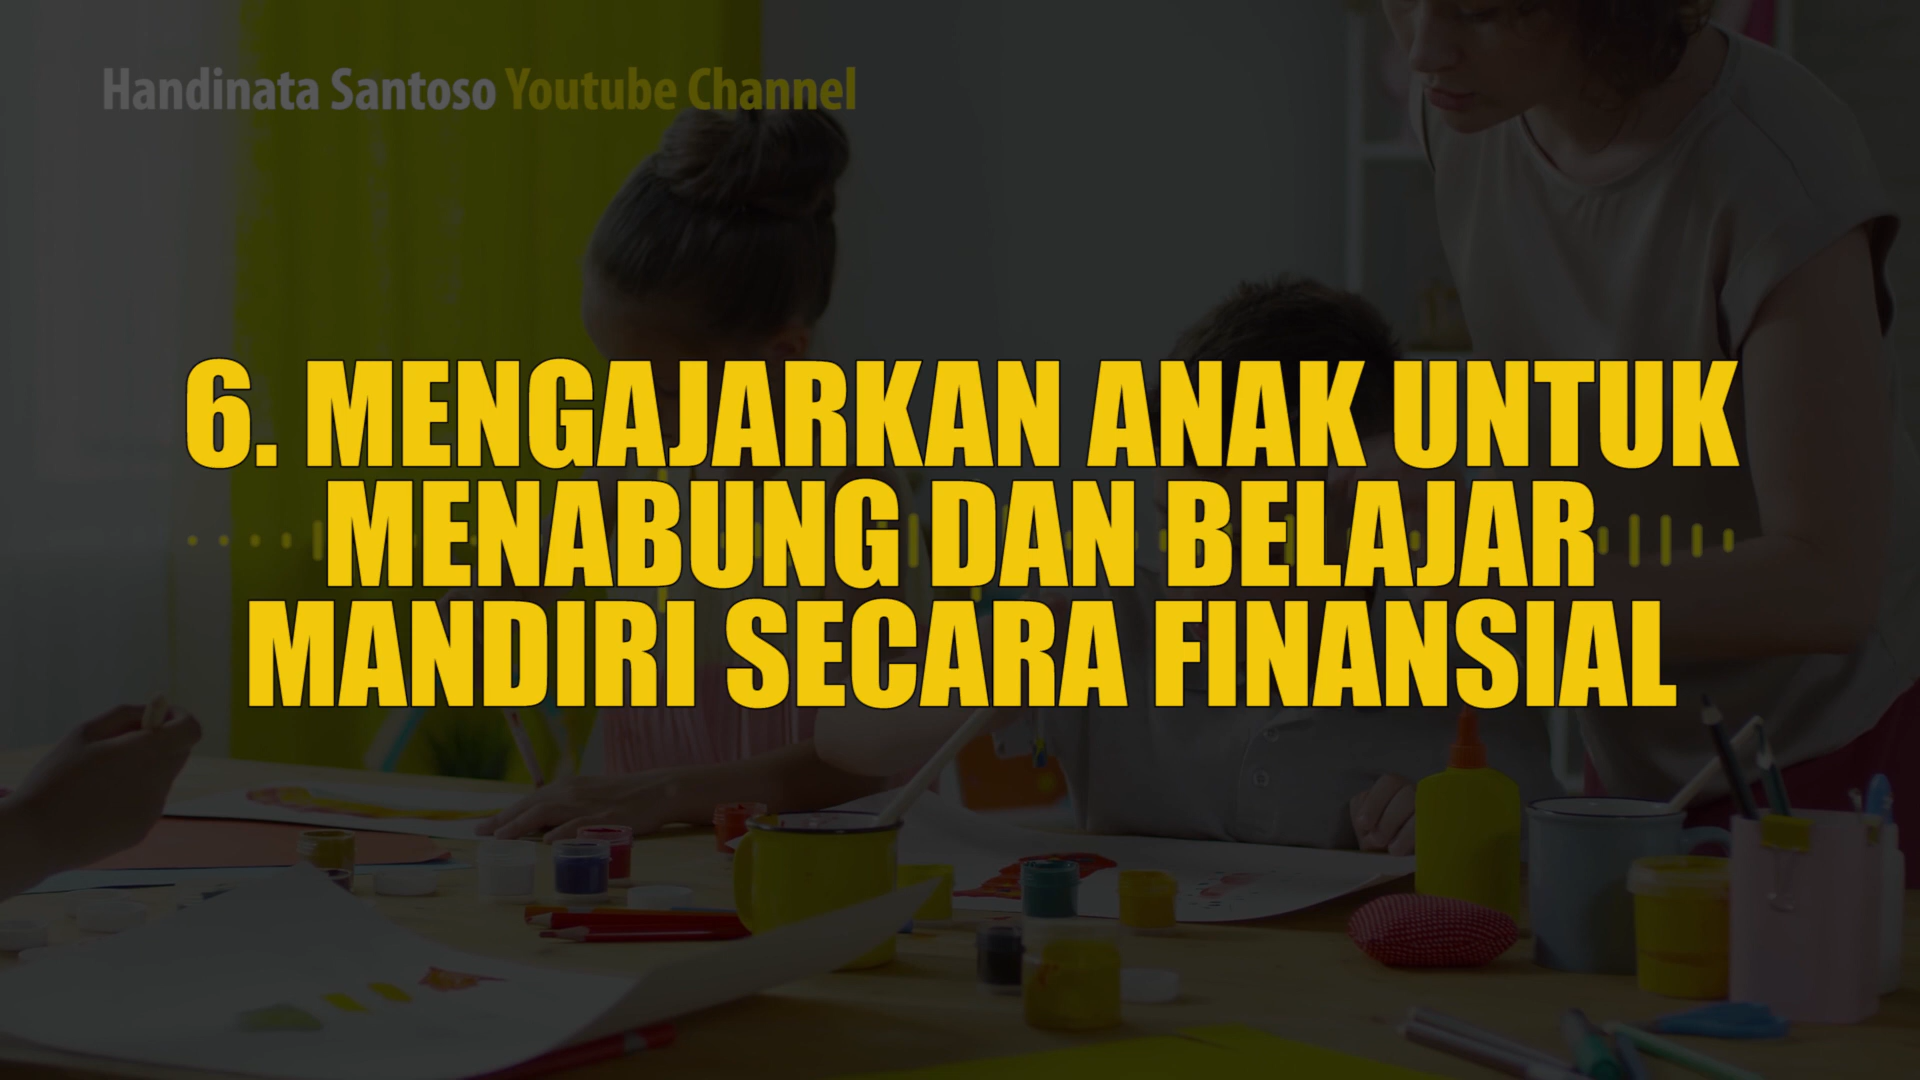 Handinata Santoso Youtube Channel
6. MENGAJARKAN ANAK UNTUK
MENABUNG DAN BELAJAR
MANDIRI SECARA FINANSIAL